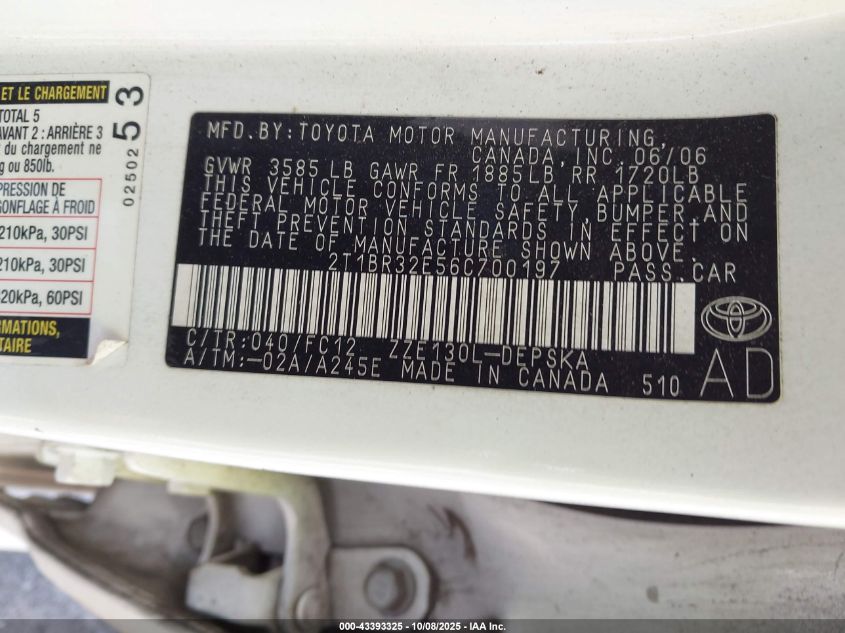 ET LE CHARGEMENT
TOTAL 5
AVANT 2 : ARRIÈRE 3
du chargement ne
ou 850lb.
PRESSION DE
GONFLAGE À FROID
210kPa, 30PSI
210kPa, 30PSI
420kPa, 60PSI
02502
53
MFD. BY: TOYOTA MOTOR MANUFACTURING,
CANADA, INC. 06/06
GVWR 3585 LB GAWR FR 1885LB, RR 1720LB
THIS VEHICLE CONFORMS TO ALL APPLICABLE
FEDERAL MOTOR VEHICLE SAFETY, BUMPER, AND
THEFT PREVENTION STANDARDS IN EFFECT ON
THE DATE OF MANUFACTURE SHOWN ABOVE.
2T1BR32E56C700197 PASS. CAR
C/TR: 040/FC12 ZZE130L-DEPSKA
A/TM:-02A/A245E MADE IN CANADA 510
AD
000-43393325 | 10/08/2025 | IAA Inc.